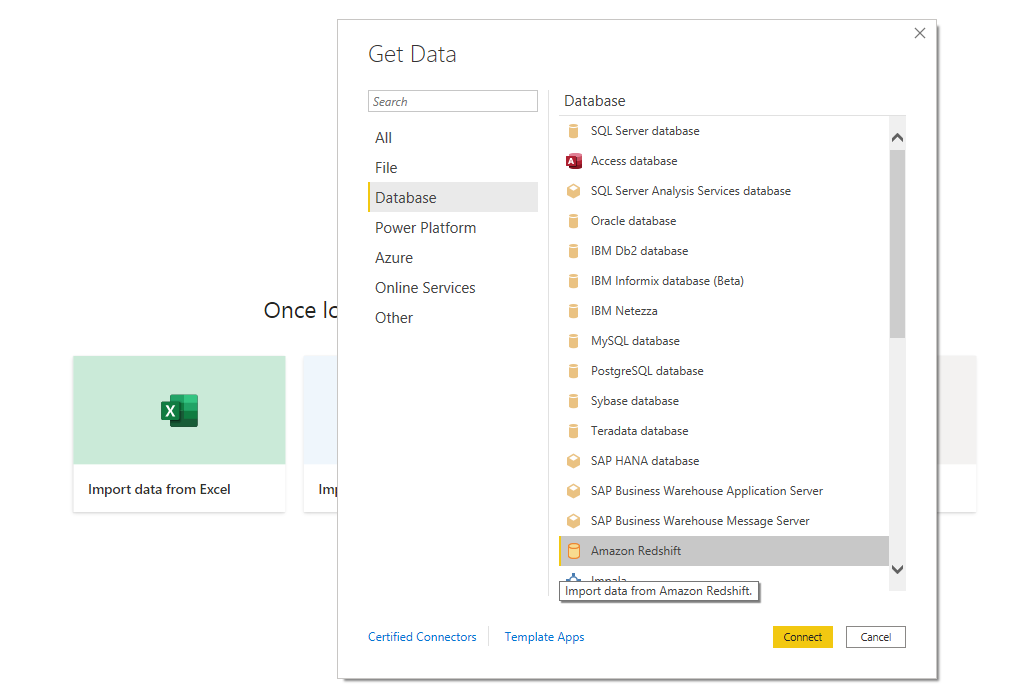 Get Data
Search
All
File
Database
Power Platform
Azure
Online Services
Other
Database
SQL Server database
Access database
SQL Server Analysis Services database
Oracle database
IBM Db2 database
IBM Informix database (Beta)
IBM Netezza
MySQL database
PostgreSQL database
Sybase database
Teradata database
SAP HANA database
SAP Business Warehouse Application Server
SAP Business Warehouse Message Server
Amazon Redshift
Impala
Import data from Amazon Redshift.
Certified Connectors
Template Apps
Connect
Cancel
Once lo
Import data from Excel